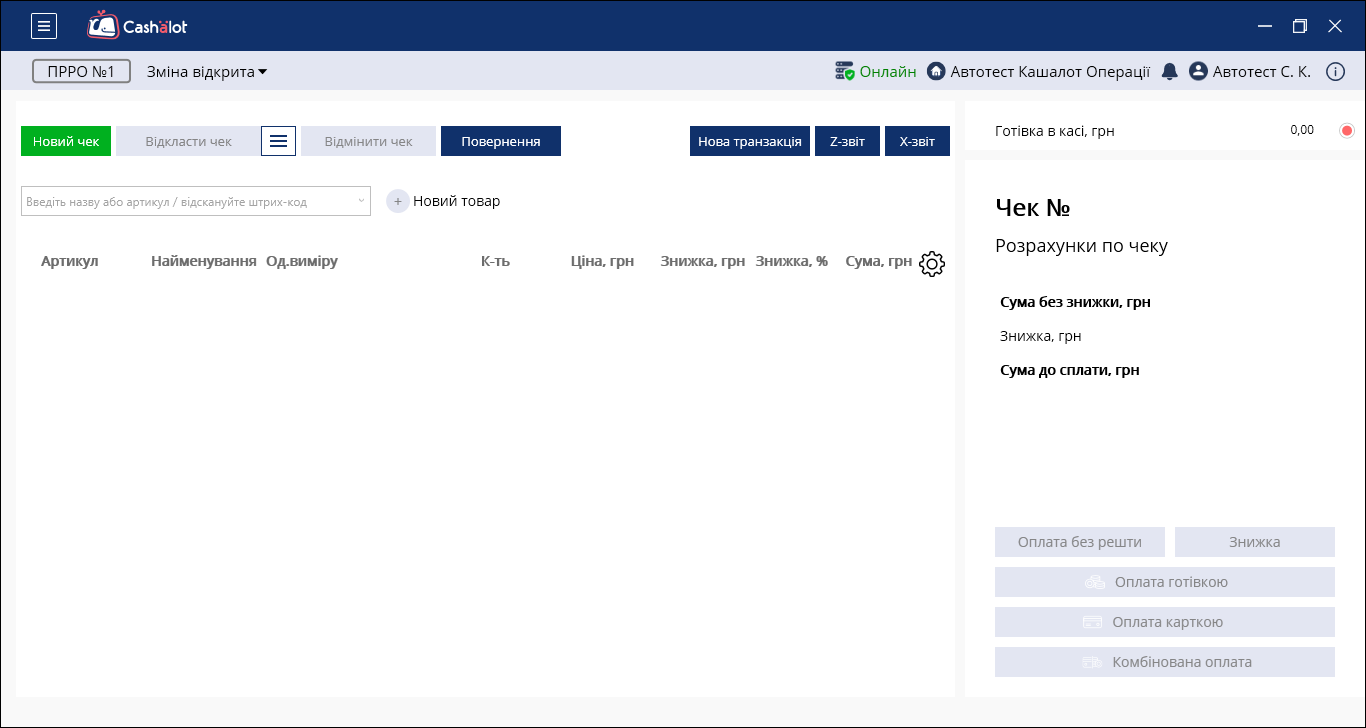 Cashalot
ПРРО №1 Зміна відкрита Онлайн Автотест Кашалот Операції Автотест С. К.
Новий чек Відкласти чек Відмінити чек Повернення Нова транзакція Z-звіт X-звіт
Введіть назву або артикул / відскануйте штрих-код + Новий товар
Артикул Найменування Од.виміру К-ть Ціна, грн Знижка, грн Знижка, % Сума, грн
Готівка в касі, грн 0,00
Чек №
Розрахунки по чеку
Сума без знижки, грн
Знижка, грн
Сума до сплати, грн
Оплата без решти Знижка
Оплата готівкою
Оплата карткою
Комбінована оплата